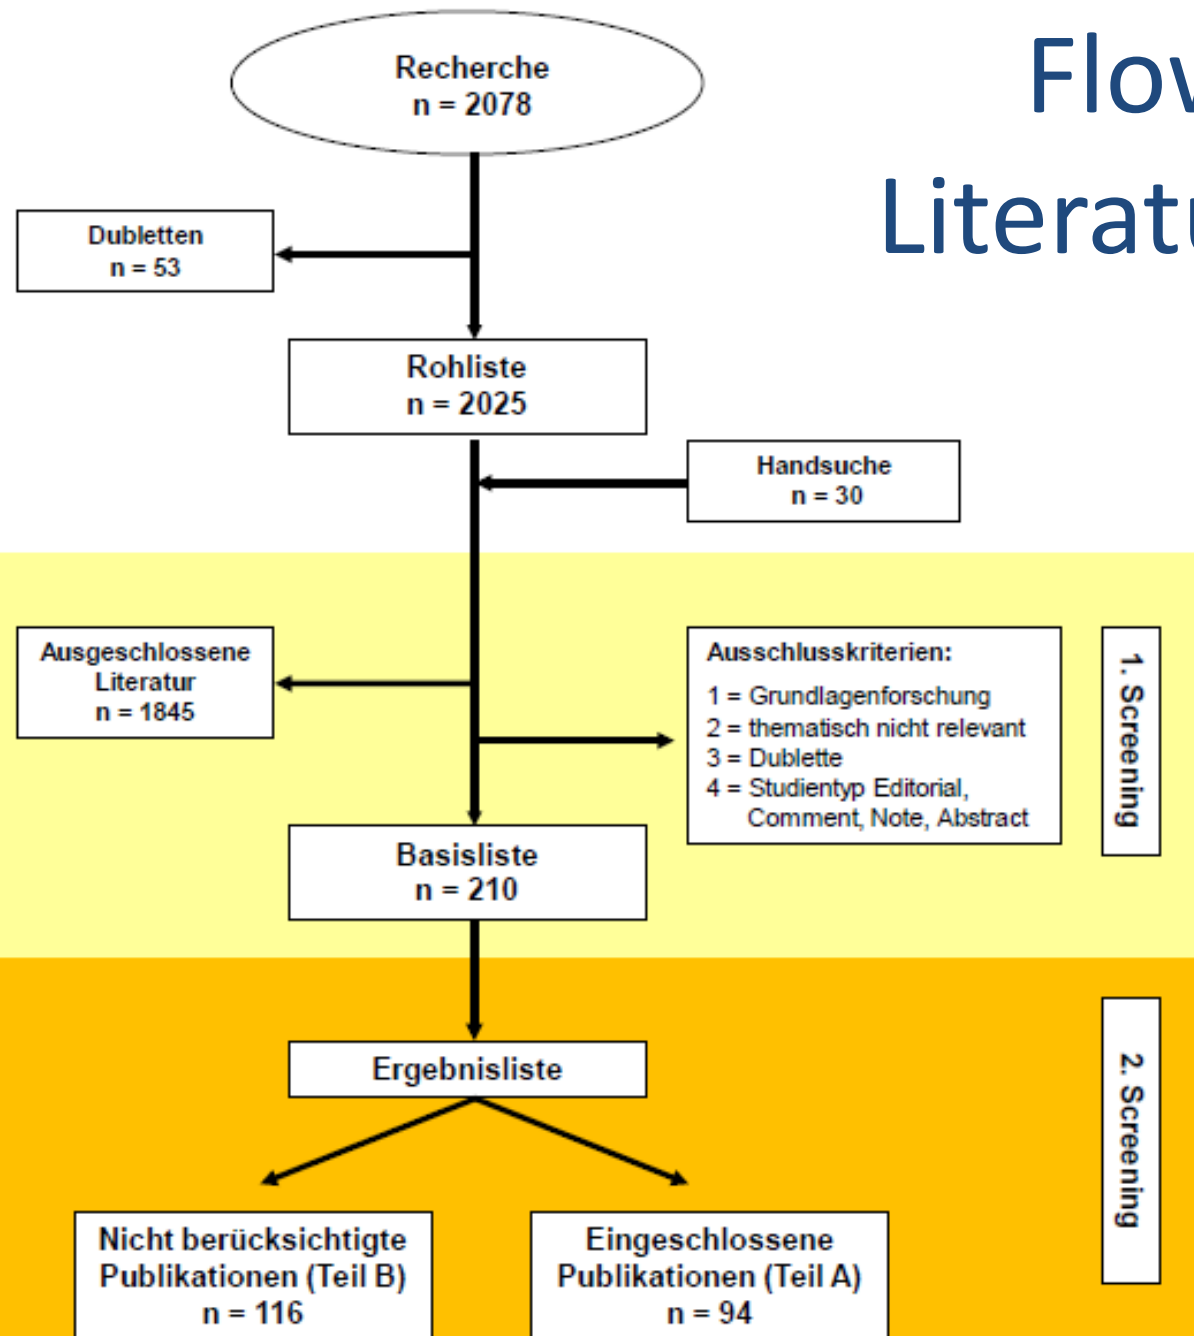 Flow
Literatu
Recherche
n = 2078
Dubletten
n = 53
Rohliste
n = 2025
Handsuche
n = 30
Ausgeschlossene
Literatur
n = 1845
Ausschlusskriterien:
1 = Grundlagenforschung
2 = thematisch nicht relevant
3 = Dublette
4 = Studientyp Editorial,
Comment, Note, Abstract
1. Screening
Basisliste
n = 210
Ergebnisliste
2. Screening
Nicht berücksichtigte
Publikationen (Teil B)
n = 116
Eingeschlossene
Publikationen (Teil A)
n = 94